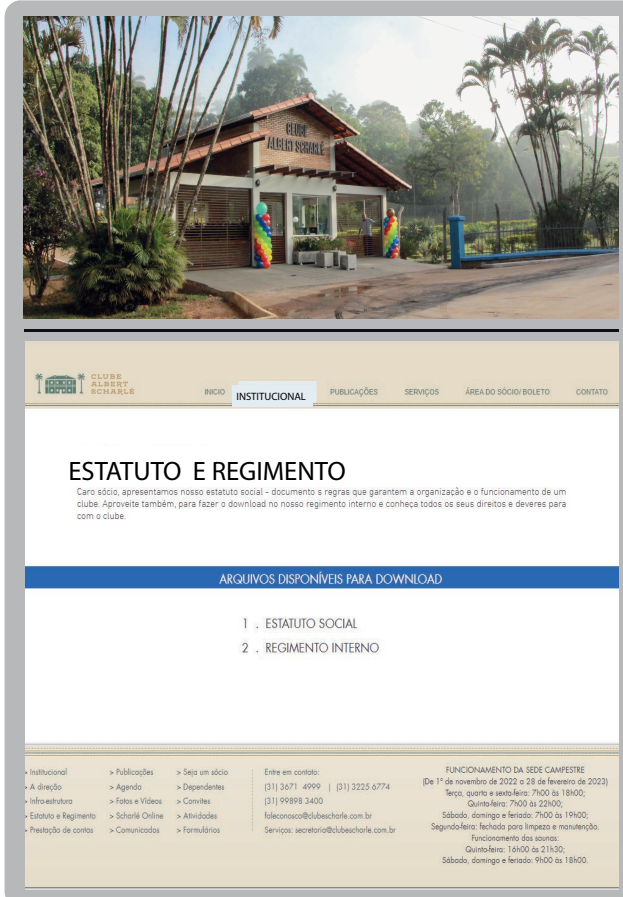 CLUBE
ALBERT SCHARLÉ
CLUBE
ALBERT
SCHARLÉ
INICIO INSTITUCIONAL PUBLICAÇÕES SERVIÇOS ÁREA DO SÓCIO/ BOLETO CONTATO
ESTATUTO E REGIMENTO
Caro sócio, apresentamos nosso estatuto social - documento s regras que garantem a organização e o funcionamento de um
clube. Aproveite também, para fazer o download no nosso regimento interno e conheça todos os seus direitos e deveres para
com o clube.
ARQUIVOS DISPONÍVEIS PARA DOWNLOAD
1 . ESTATUTO SOCIAL
2 . REGIMENTO INTERNO
> Institucional
> A direção
> Infra-estrutura
> Estatuto e Regimento
> Prestação de contas
> Publicações
> Agenda
> Fotos e Vídeos
> Scharlé Online
> Comunicados
> Seja um sócio
> Dependentes
> Convites
> Atividades
> Formulários
Entre em contato:
(31) 3671 4999 | (31) 3225 6774
(31) 99898 3400
faleconosco@clubescharle.com.br
Serviços: secretaria@clubescharle.com.br
FUNCIONAMENTO DA SEDE CAMPESTRE
(De 1° de novembro de 2022 a 28 de fevereiro de 2023)
Terça, quarta e sexta-feira: 7h00 às 18h00;
Quinta-feira: 7h00 às 22h00;
Sábado, domingo e feriado: 7h00 às 19h00;
Segunda-feira: fechada para limpeza e manutenção.
Funcionamento das saunas:
Quinta-feira: 16h00 às 21h30;
Sábado, domingo e feriado: 9h00 às 18h00.